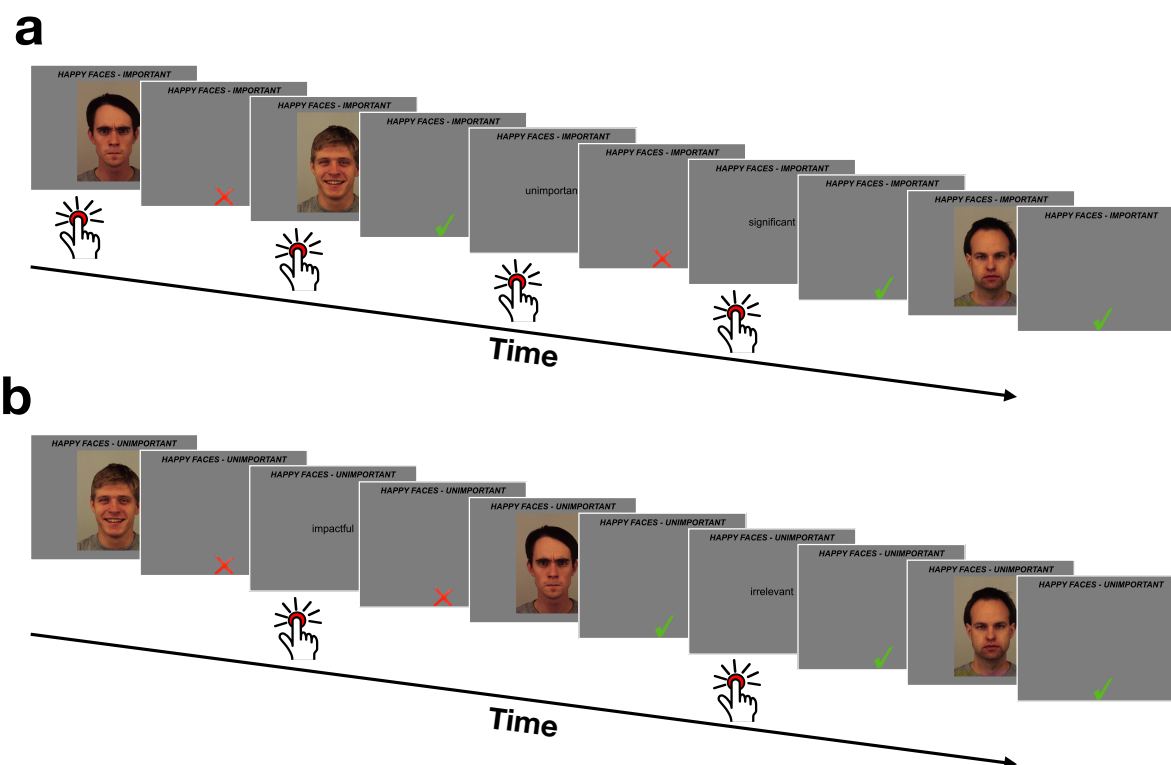 a
HAPPY FACES - IMPORTANT
HAPPY FACES - IMPORTANT
HAPPY FACES - IMPORTANT
HAPPY FACES - IMPORTANT
HAPPY FACES - IMPORTANT
unimportan
HAPPY FACES - IMPORTANT
HAPPY FACES - IMPORTANT
significant
HAPPY FACES - IMPORTANT
HAPPY FACES - IMPORTANT
HAPPY FACES - IMPORTANT
Time
b
HAPPY FACES - UNIMPORTANT
HAPPY FACES - UNIMPORTANT
HAPPY FACES - UNIMPORTANT
impactful
HAPPY FACES - UNIMPORTANT
HAPPY FACES - UNIMPORTANT
HAPPY FACES - UNIMPORTANT
HAPPY FACES - UNIMPORTANT
irrelevant
HAPPY FACES - UNIMPORTANT
HAPPY FACES - UNIMPORTANT
HAPPY FACES - UNIMPORTANT
Time